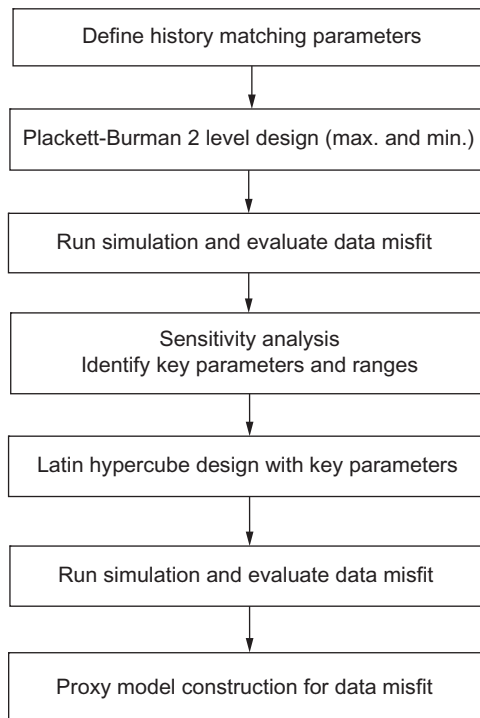 Define history matching parameters
Plackett-Burman 2 level design (max. and min.)
Run simulation and evaluate data misfit
Sensitivity analysis
Identify key parameters and ranges
Latin hypercube design with key parameters
Run simulation and evaluate data misfit
Proxy model construction for data misfit